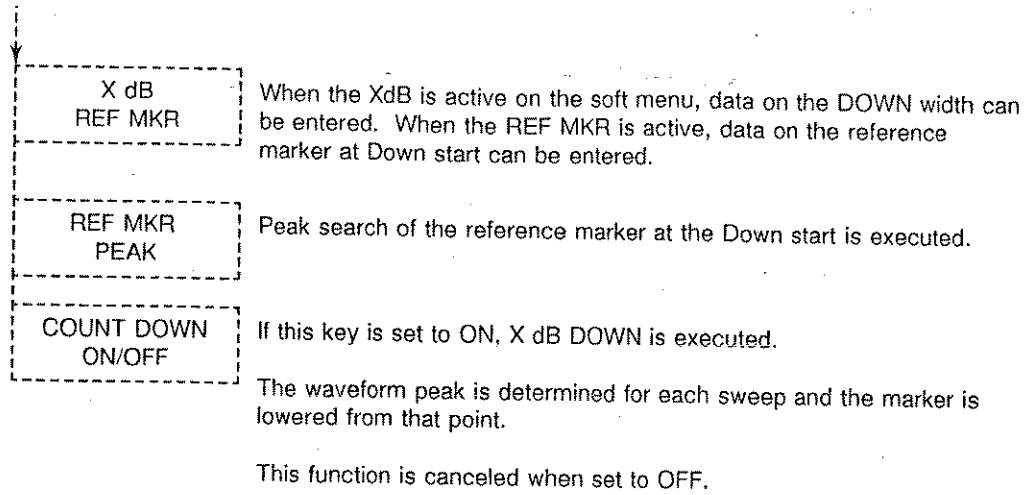 X dB
REF MKR
When the XdB is active on the soft menu, data on the DOWN width can
be entered. When the REF MKR is active, data on the reference
marker at Down start can be entered.
REF MKR
PEAK
Peak search of the reference marker at the Down start is executed.
COUNT DOWN
ON/OFF
If this key is set to ON, X dB DOWN is executed.
The waveform peak is determined for each sweep and the marker is
lowered from that point.
This function is canceled when set to OFF.